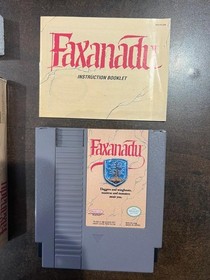 Faxanadu
INSTRUCTION BOOKLET
Faxanadu
Daggers and wingboots,
mantras and monsters
await you.